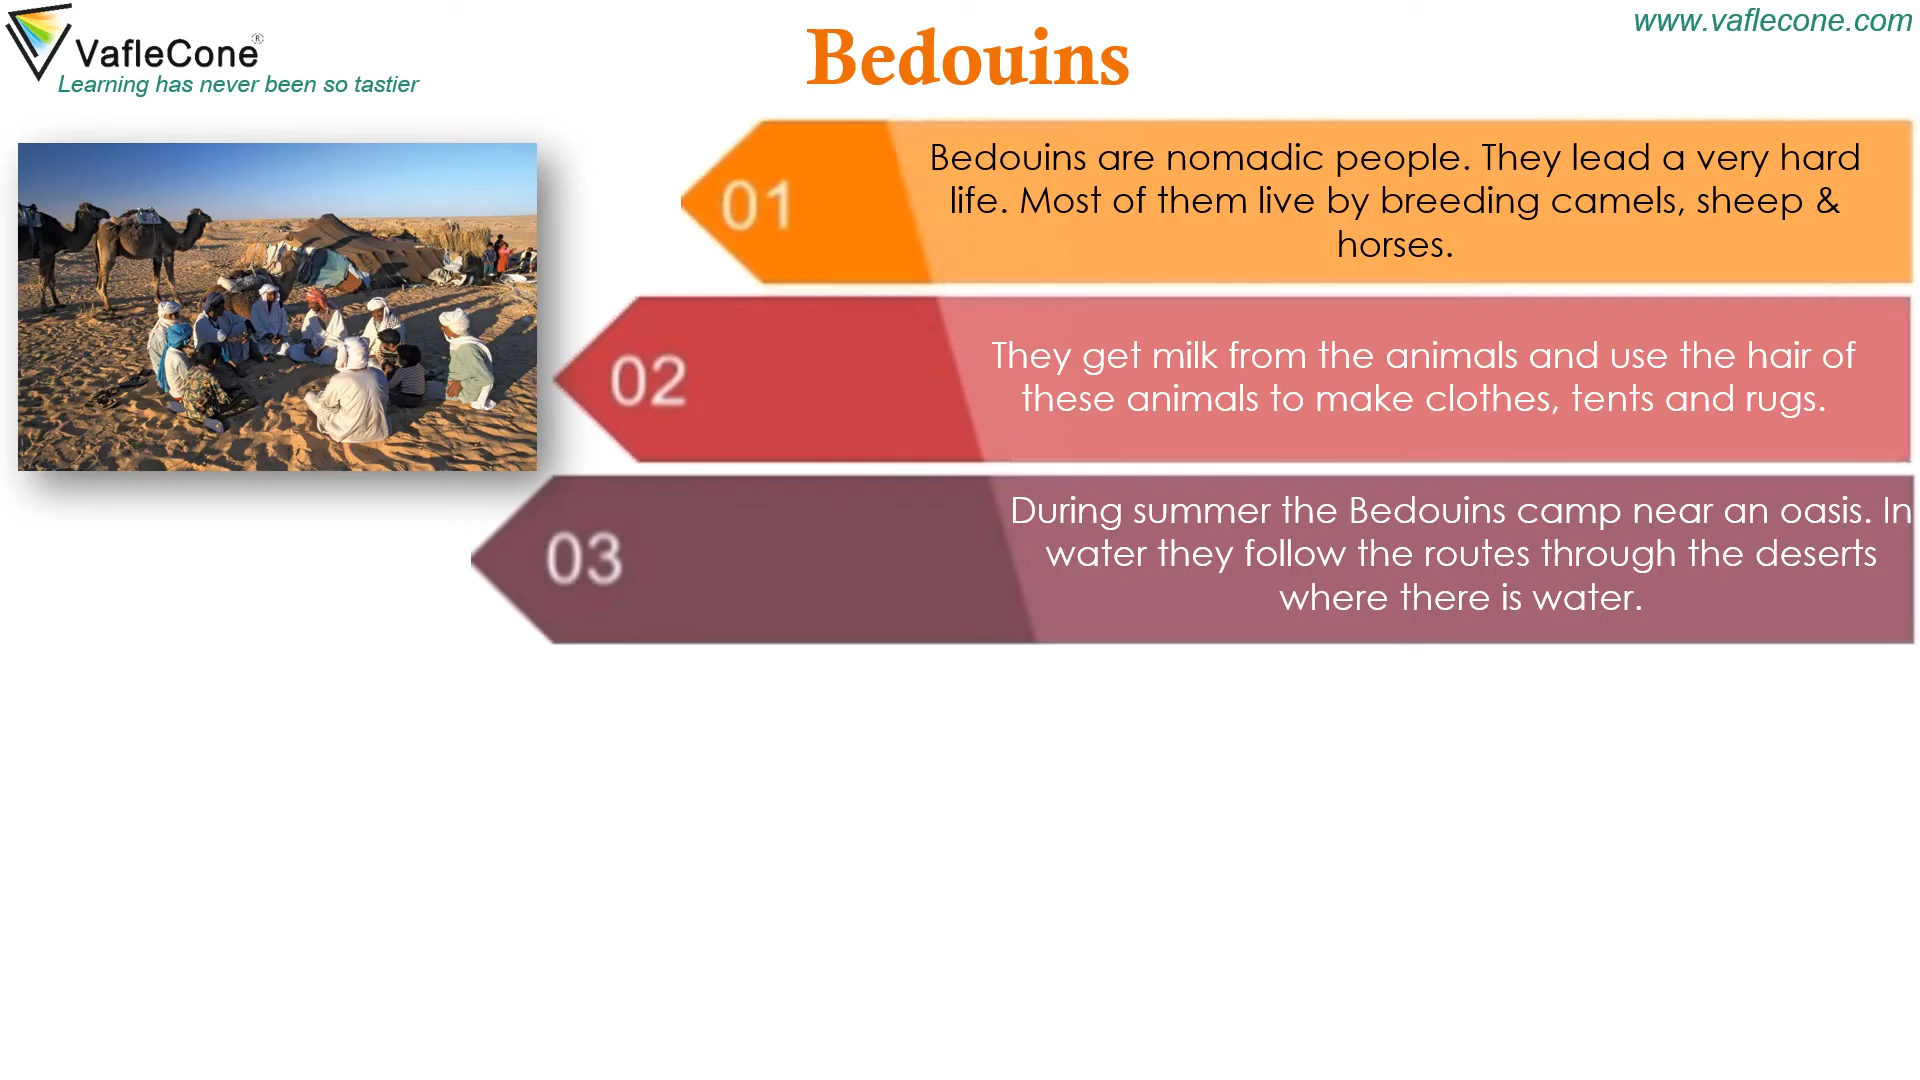 VafleCone®
Learning has never been so tastier
www.vaflecone.com
Bedouins
01
Bedouins are nomadic people. They lead a very hard
life. Most of them live by breeding camels, sheep &
horses.
02
They get milk from the animals and use the hair of
these animals to make clothes, tents and rugs.
03
During summer the Bedouins camp near an oasis. In
water they follow the routes through the deserts
where there is water.